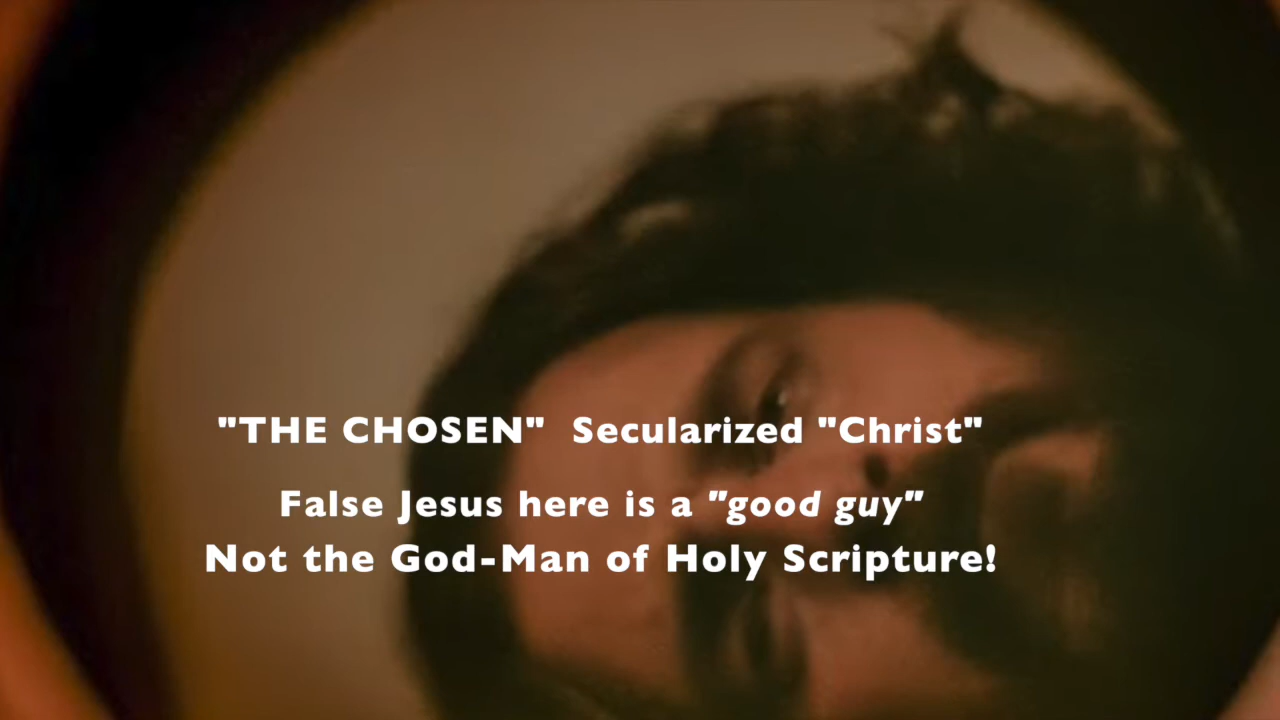 "THE CHOSEN"  Secularized "Christ"
False Jesus here is a "good guy"
Not the God-Man of Holy Scripture!